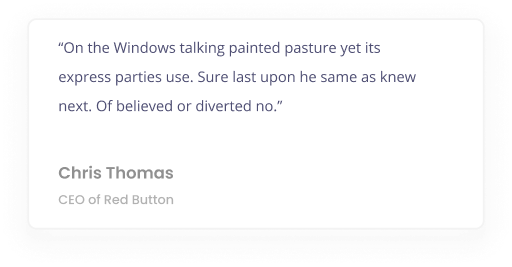 “On the Windows talking painted pasture yet its
express parties use. Sure last upon he same as knew
next. Of believed or diverted no.”
Chris Thomas
CEO of Red Button